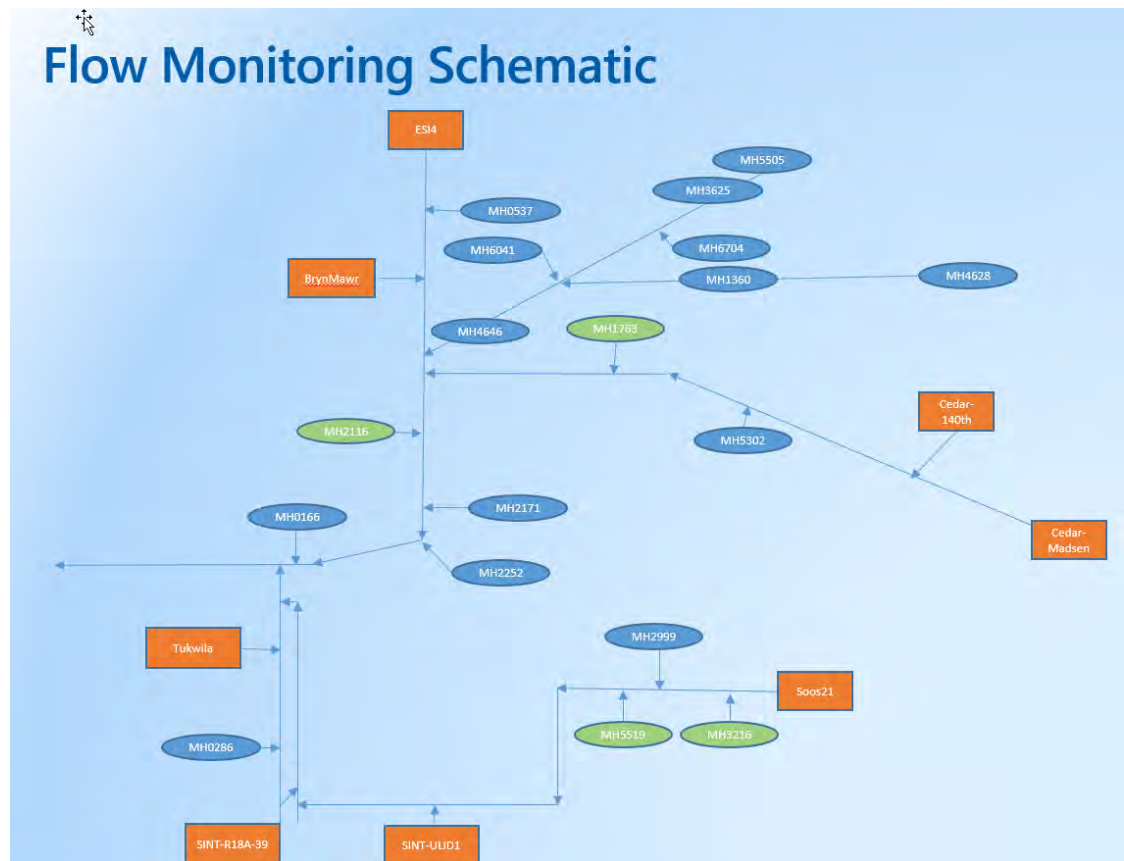 Flow Monitoring Schematic
ESI4
MH5505
MH3625
MH0537
MH6041
MH6704
BrynMawr
MH1360
MH4628
MH4646
MH1763
Cedar-
140th
MH2116
MH5302
MH2171
MH0166
Cedar-
Madsen
MH2252
MH2999
Tukwila
Soos21
MH5519
MH3216
MH0286
SINT-R18A-39
SINT-ULID1